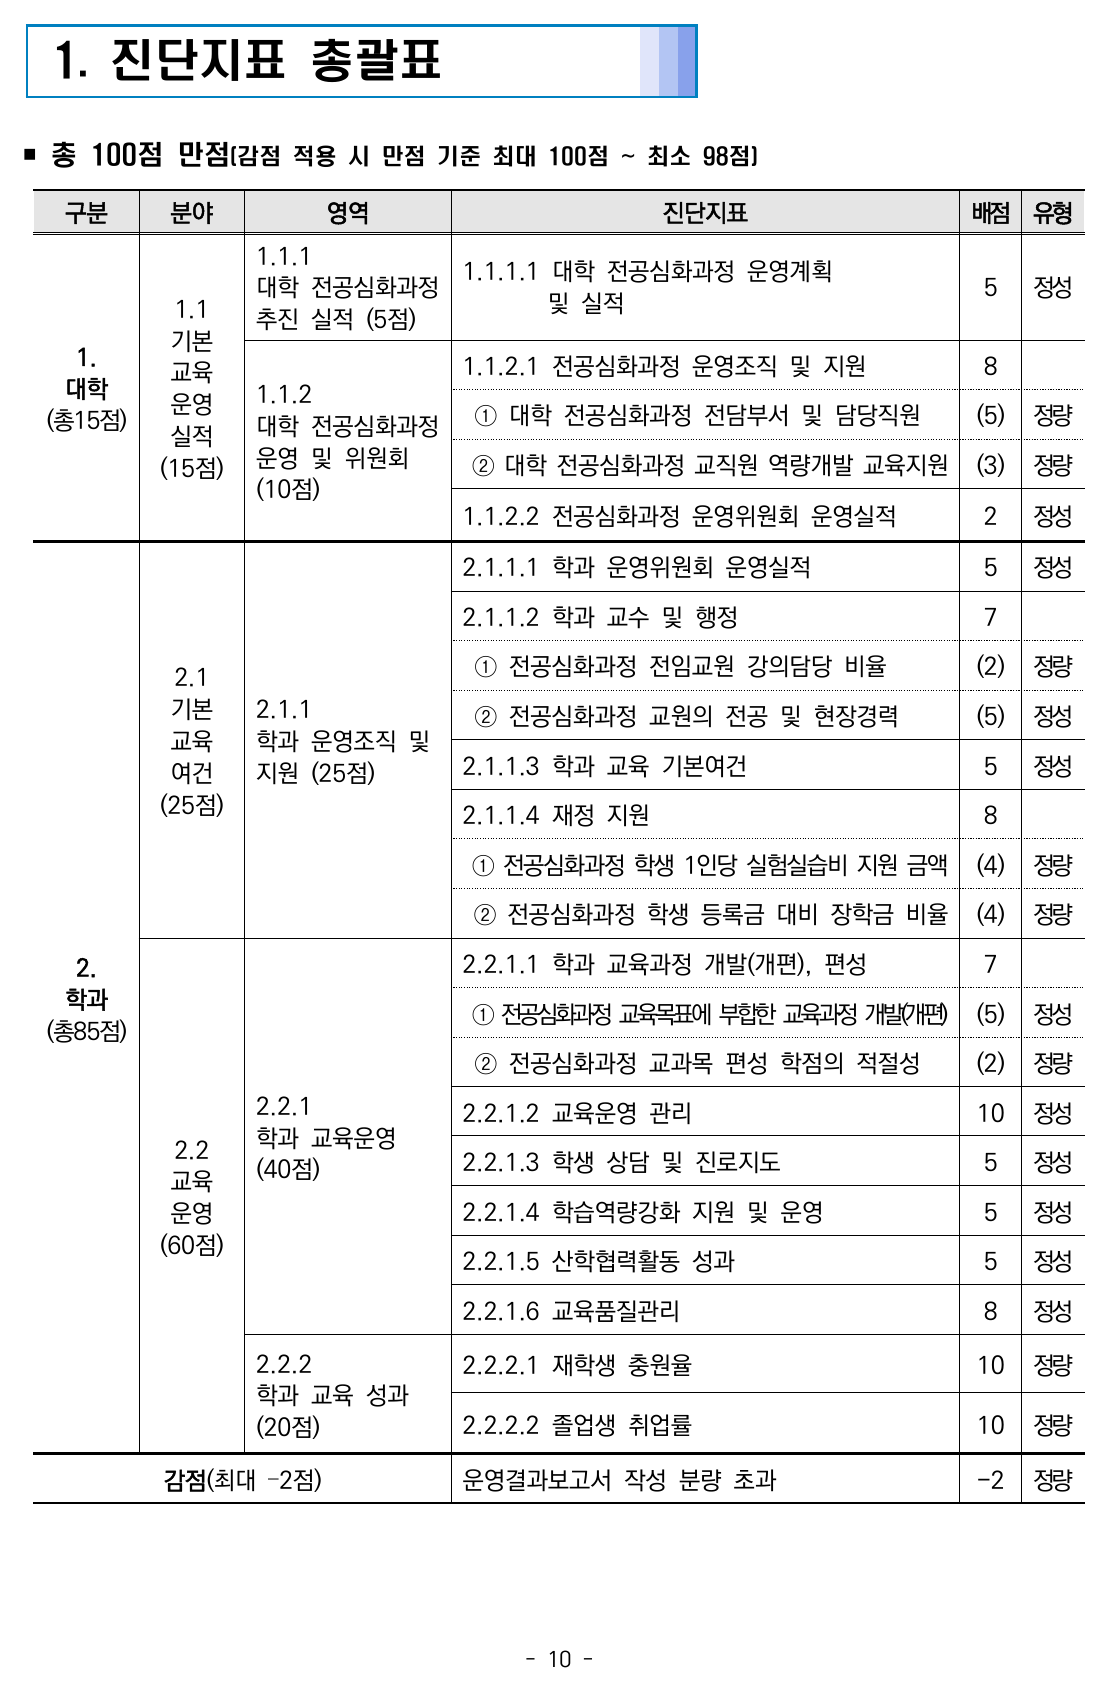 1. 진단지표 총괄표
■ 총 100점 만점(감점 적용 시 만점 기준 최대 100점 ~ 최소 98점)
구분 분야 영역 진단지표 배점 유형
1.
대학
(총15점)
1.1
기본
교육
운영
실적
(15점)
1.1.1
대학 전공심화과정
추진 실적 (5점)
1.1.1.1 대학 전공심화과정 운영계획
및 실적
5 정성
1.1.2
대학 전공심화과정
운영 및 위원회
(10점)
1.1.2.1 전공심화과정 운영조직 및 지원 8
① 대학 전공심화과정 전담부서 및 담당직원 (5) 정량
② 대학 전공심화과정 교직원 역량개발 교육지원 (3) 정량
1.1.2.2 전공심화과정 운영위원회 운영실적 2 정성
2.
학과
(총85점)
2.1
기본
교육
여건
(25점)
2.1.1
학과 운영조직 및
지원 (25점)
2.1.1.1 학과 운영위원회 운영실적 5 정성
2.1.1.2 학과 교수 및 행정 7
① 전공심화과정 전임교원 강의담당 비율 (2) 정량
② 전공심화과정 교원의 전공 및 현장경력 (5) 정성
2.1.1.3 학과 교육 기본여건 5 정성
2.1.1.4 재정 지원 8
① 전공심화과정 학생 1인당 실험실습비 지원 금액 (4) 정량
② 전공심화과정 학생 등록금 대비 장학금 비율 (4) 정량
2.2
교육
운영
(60점)
2.2.1
학과 교육운영
(40점)
2.2.1.1 학과 교육과정 개발(개편), 편성 7
① 전공심화과정 교육목표에 부합한 교육과정 개발(개편) (5) 정성
② 전공심화과정 교과목 편성 학점의 적절성 (2) 정량
2.2.1.2 교육운영 관리 10 정성
2.2.1.3 학생 상담 및 진로지도 5 정성
2.2.1.4 학습역량강화 지원 및 운영 5 정성
2.2.1.5 산학협력활동 성과 5 정성
2.2.1.6 교육품질관리 8 정성
2.2.2
학과 교육 성과
(20점)
2.2.2.1 재학생 충원율 10 정량
2.2.2.2 졸업생 취업률 10 정량
감점(최대 -2점) 운영결과보고서 작성 분량 초과 -2 정량
- 10 -